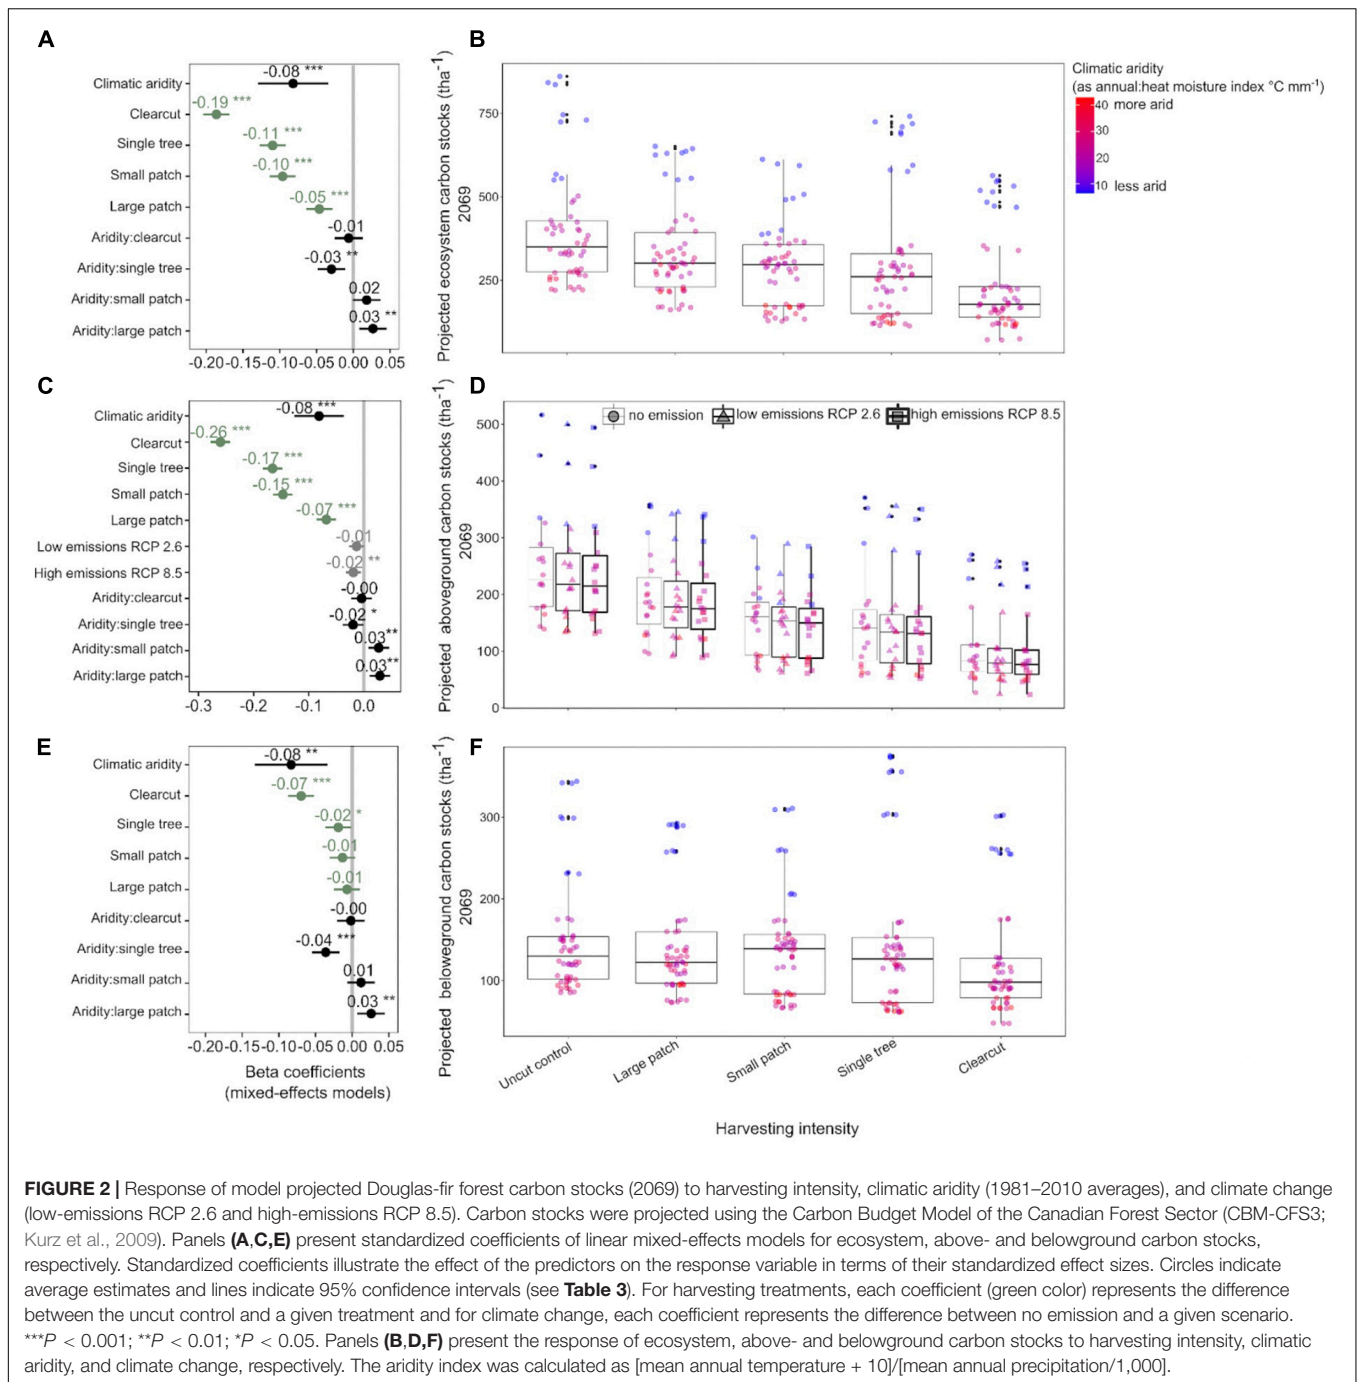 A
Climatic aridity
Clearcut
Single tree
Small patch
Large patch
Aridity:clearcut
Aridity:single tree
Aridity:small patch
Aridity:large patch
-0.08 ***
-0.19 ***
-0.11 ***
-0.10 ***
-0.05 ***
-0.01
-0.03 **
0.02
0.03 **
-0.20 -0.15 -0.10 -0.05 0.00 0.05
B
Projected ecosystem carbon stocks (tha-1)
2069
750
500
250
Climatic aridity
(as annual:heat moisture index °C mm-1)
40 more arid
30
20
10 less arid
C
Climatic aridity
Clearcut
Single tree
Small patch
Large patch
Low emissions RCP 2.6
High emissions RCP 8.5
Aridity:clearcut
Aridity:single tree
Aridity:small patch
Aridity:large patch
-0.08 ***
-0.26 ***
-0.17 ***
-0.15 ***
-0.07 ***
-0.01
-0.02 **
-0.00
-0.02 *
0.03**
0.03**
-0.3 -0.2 -0.1 0.0
D
Projected aboveground carbon stocks (tha-1)
2069
500
400
300
200
100
0
no emission low emissions RCP 2.6 high emissions RCP 8.5
E
Climatic aridity
Clearcut
Single tree
Small patch
Large patch
Aridity:clearcut
Aridity:single tree
Aridity:small patch
Aridity:large patch
-0.08 **
-0.07 ***
-0.02 *
-0.01
-0.01
-0.00
-0.04 ***
0.01
0.03 **
-0.20 -0.15 -0.10 -0.05 0.00 0.05
Beta coefficients
(mixed-effects models)
F
Projected beloweground carbon stocks (tha-1)
2069
300
200
100
Uncut control
Large patch
Small patch
Single tree
Clearcut
Harvesting intensity
FIGURE 2 | Response of model projected Douglas-fir forest carbon stocks (2069) to harvesting intensity, climatic aridity (1981–2010 averages), and climate change
(low-emissions RCP 2.6 and high-emissions RCP 8.5). Carbon stocks were projected using the Carbon Budget Model of the Canadian Forest Sector (CBM-CFS3;
Kurz et al., 2009). Panels (A,C,E) present standardized coefficients of linear mixed-effects models for ecosystem, above- and belowground carbon stocks,
respectively. Standardized coefficients illustrate the effect of the predictors on the response variable in terms of their standardized effect sizes. Circles indicate
average estimates and lines indicate 95% confidence intervals (see Table 3). For harvesting treatments, each coefficient (green color) represents the difference
between the uncut control and a given treatment and for climate change, each coefficient represents the difference between no emission and a given scenario.
***P < 0.001; **P < 0.01; *P < 0.05. Panels (B,D,F) present the response of ecosystem, above- and belowground carbon stocks to harvesting intensity, climatic
aridity, and climate change, respectively. The aridity index was calculated as [mean annual temperature + 10]/[mean annual precipitation/1,000].